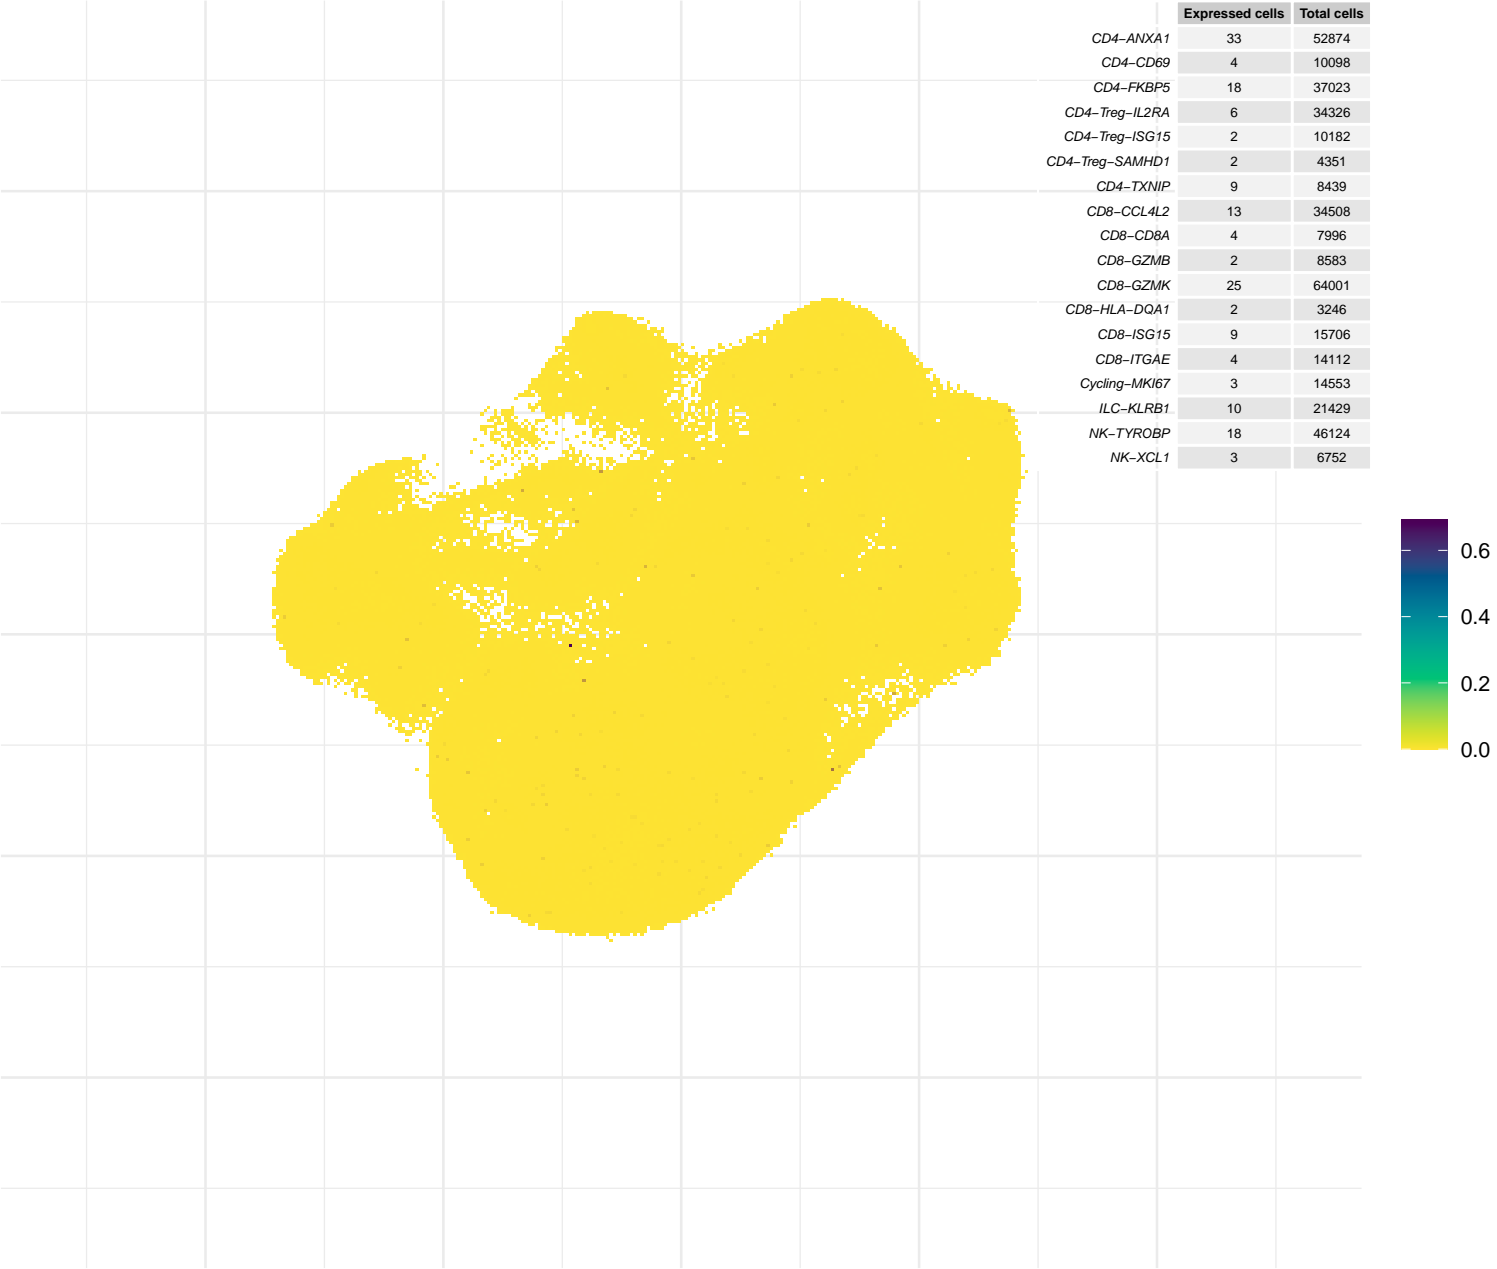 Expressed cells Total cells
CD4−ANXA1 33 52874
CD4−CD69 4 10098
CD4−FKBP5 18 37023
CD4−Treg−IL2RA 6 34326
CD4−Treg−ISG15 2 10182
CD4−Treg−SAMHD1 2 4351
CD4−TXNIP 9 8439
CD8−CCL4L2 13 34508
CD8−CD8A 4 7996
CD8−GZMB 2 8583
CD8−GZMK 25 64001
CD8−HLA−DQA1 2 3246
CD8−ISG15 9 15706
CD8−ITGAE 4 14112
Cycling−MKI67 3 14553
ILC−KLRB1 10 21429
NK−TYROBP 18 46124
NK−XCL1 3 6752
0.6
0.4
0.2
0.0